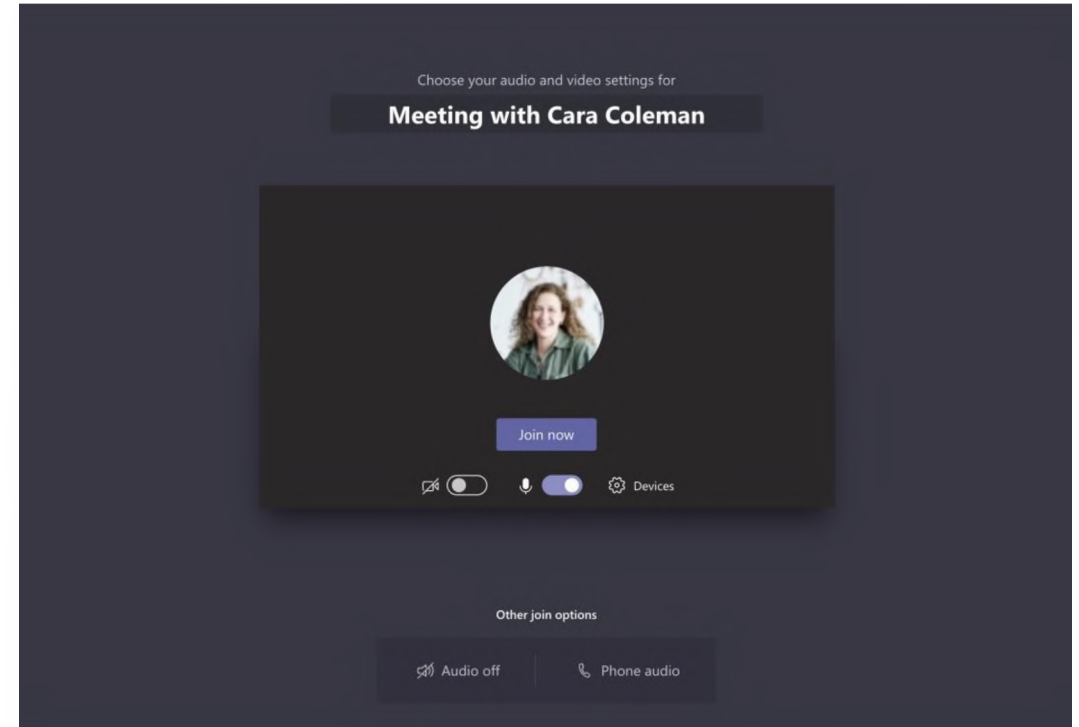 Choose your audio and video settings for
Meeting with Cara Coleman
Join now
Devices
Other join options
Audio off
Phone audio